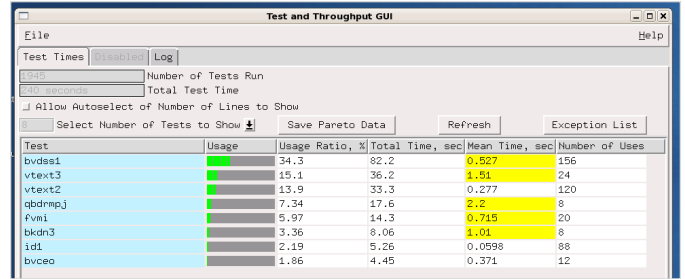 Test and Throughput GUI
File Help
Test Times Disabled Log
1945 Number of Tests Run
240 seconds Total Test Time
Allow Autoselect of Number of Lines to Show
8 Select Number of Tests to Show Save Pareto Data Refresh Exception List
Test Usage Usage Ratio, % Total Time, sec Mean Time, sec Number of Uses
bvdss1 34.3 82.2 0.527 156
vtext3 15.1 36.2 1.51 24
vtext2 13.9 33.3 0.277 120
qbdrmpj 7.34 17.6 2.2 8
fvmi 5.97 14.3 0.715 20
bkdn3 3.36 8.06 1.01 8
id1 2.19 5.26 0.0598 88
bvceo 1.86 4.45 0.371 12